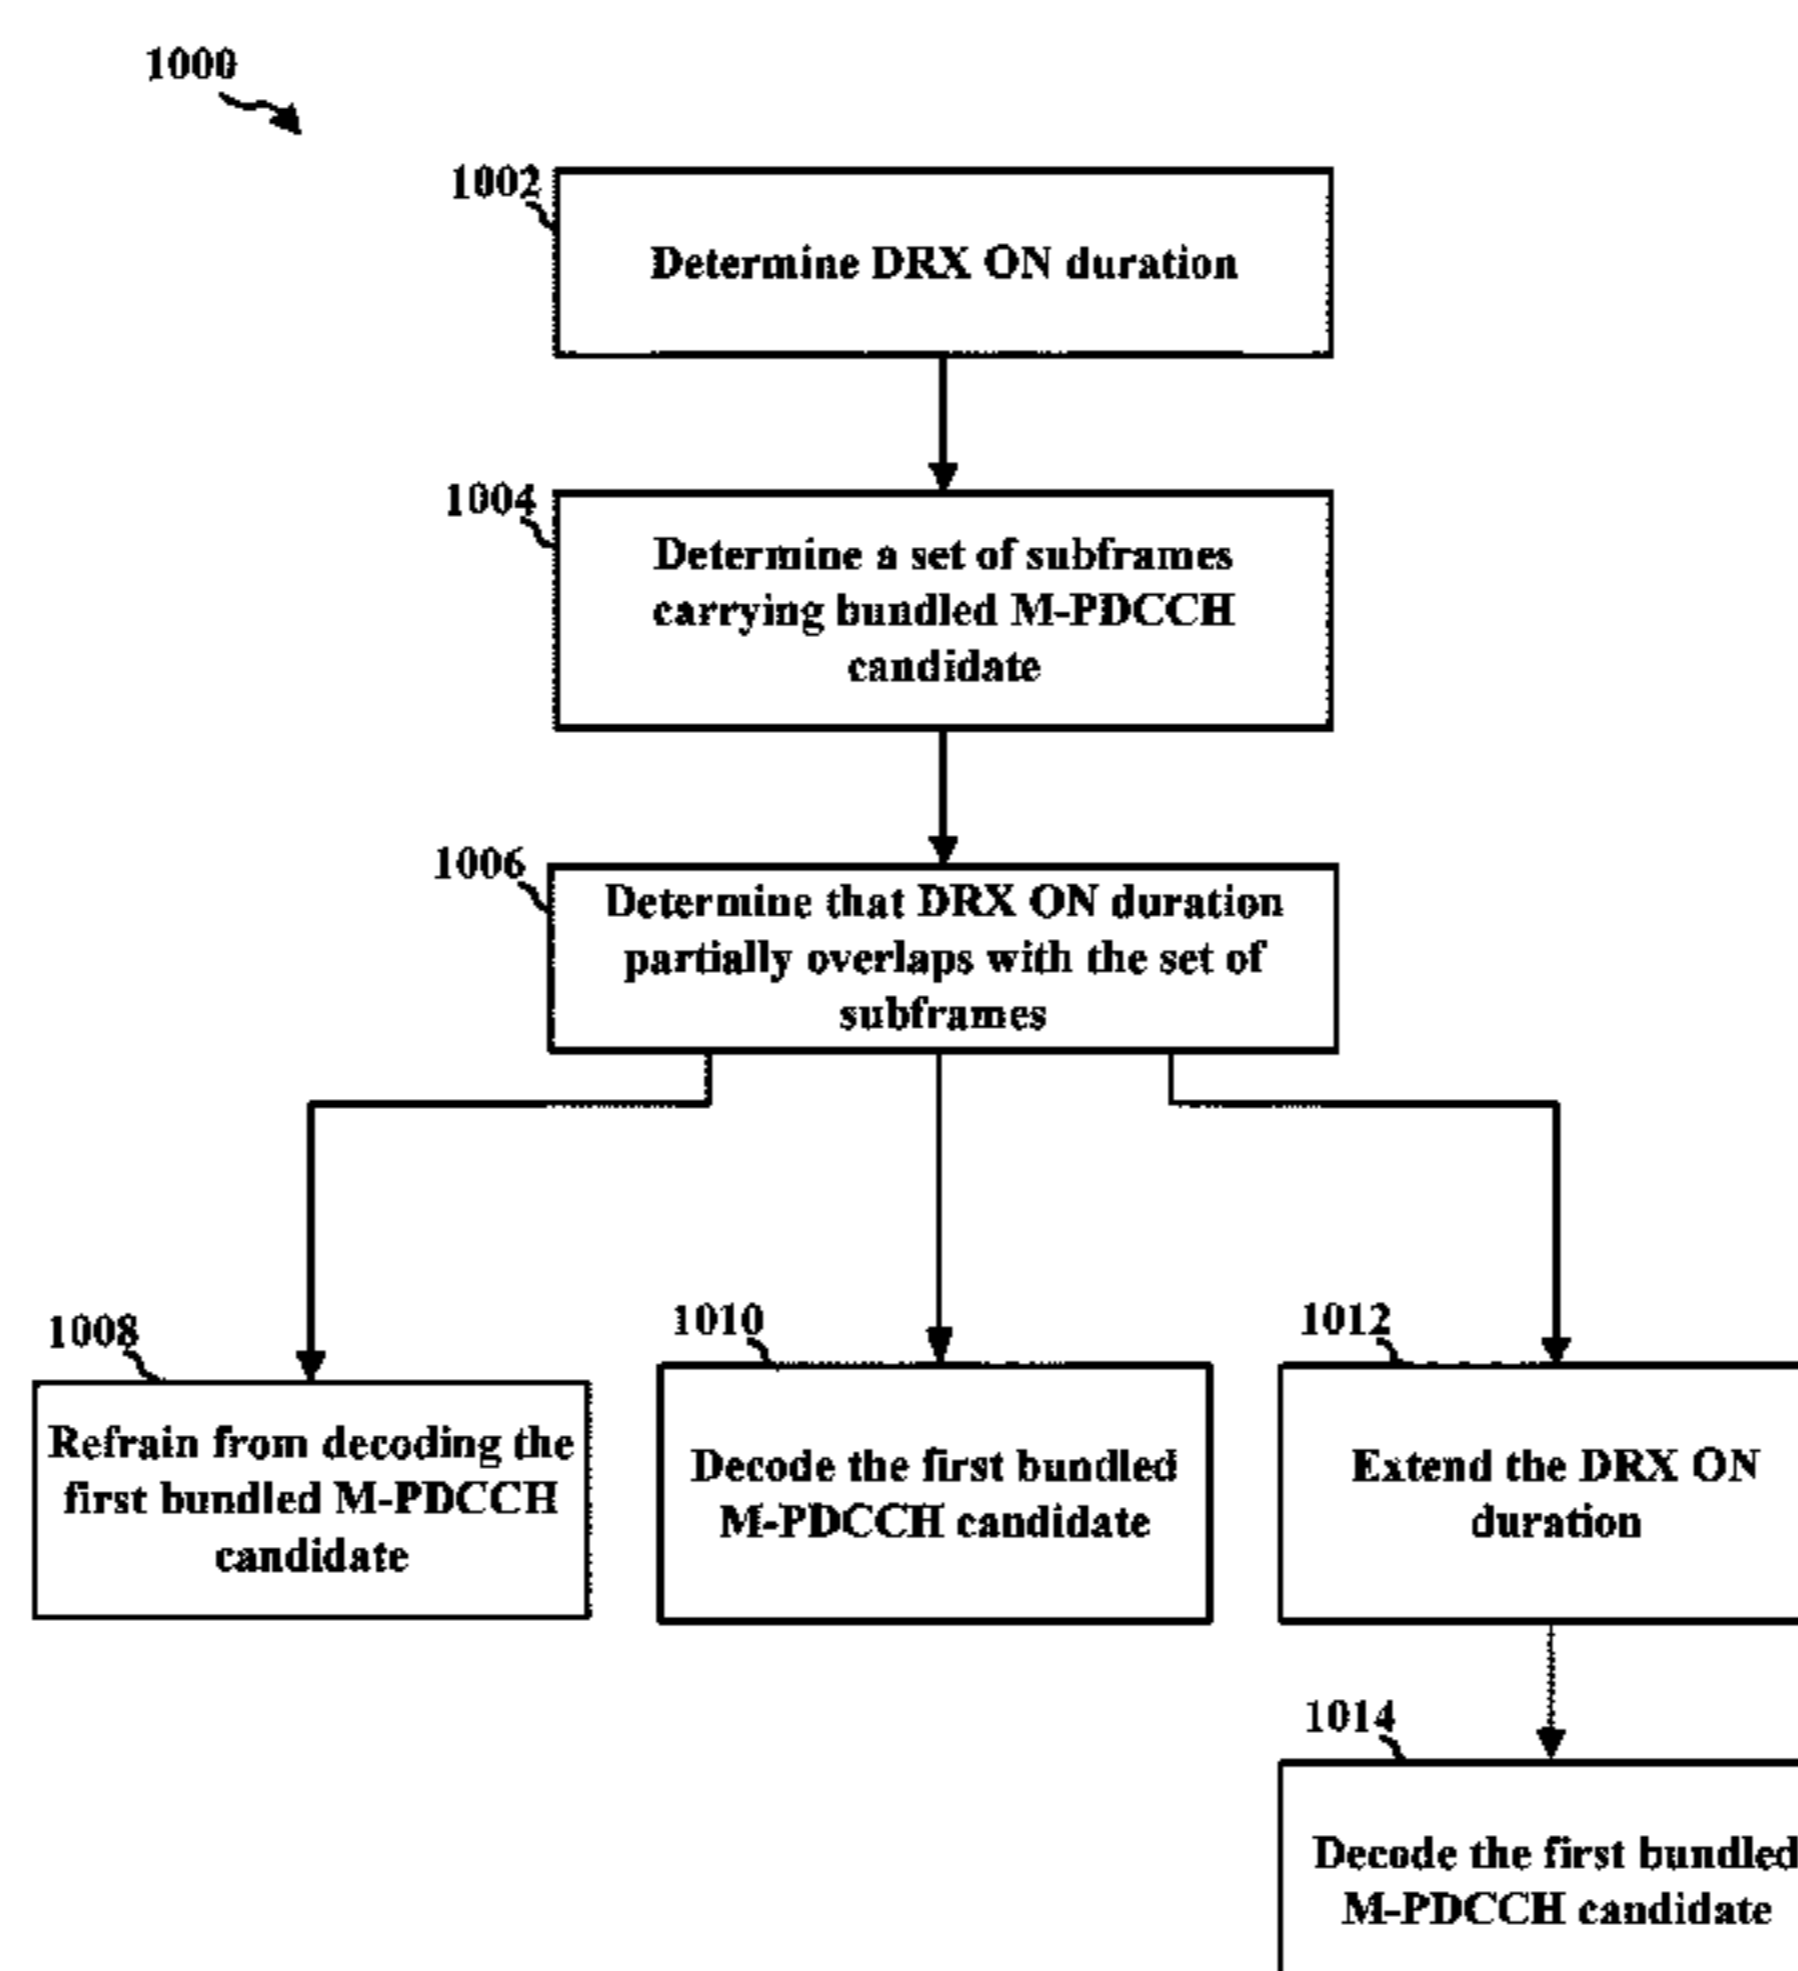 1000
1002
Determine DRX ON duration
1004
Determine a set of subframes
carrying bundled M-PDCCH
candidate
1006
Determine that DRX ON duration
partially overlaps with the set of
subframes
1008
Refrain from decoding the
first bundled M-PDCCH
candidate
1010
Decode the first bundled
M-PDCCH candidate
1012
Extend the DRX ON
duration
1014
Decode the first bundled
M-PDCCH candidate